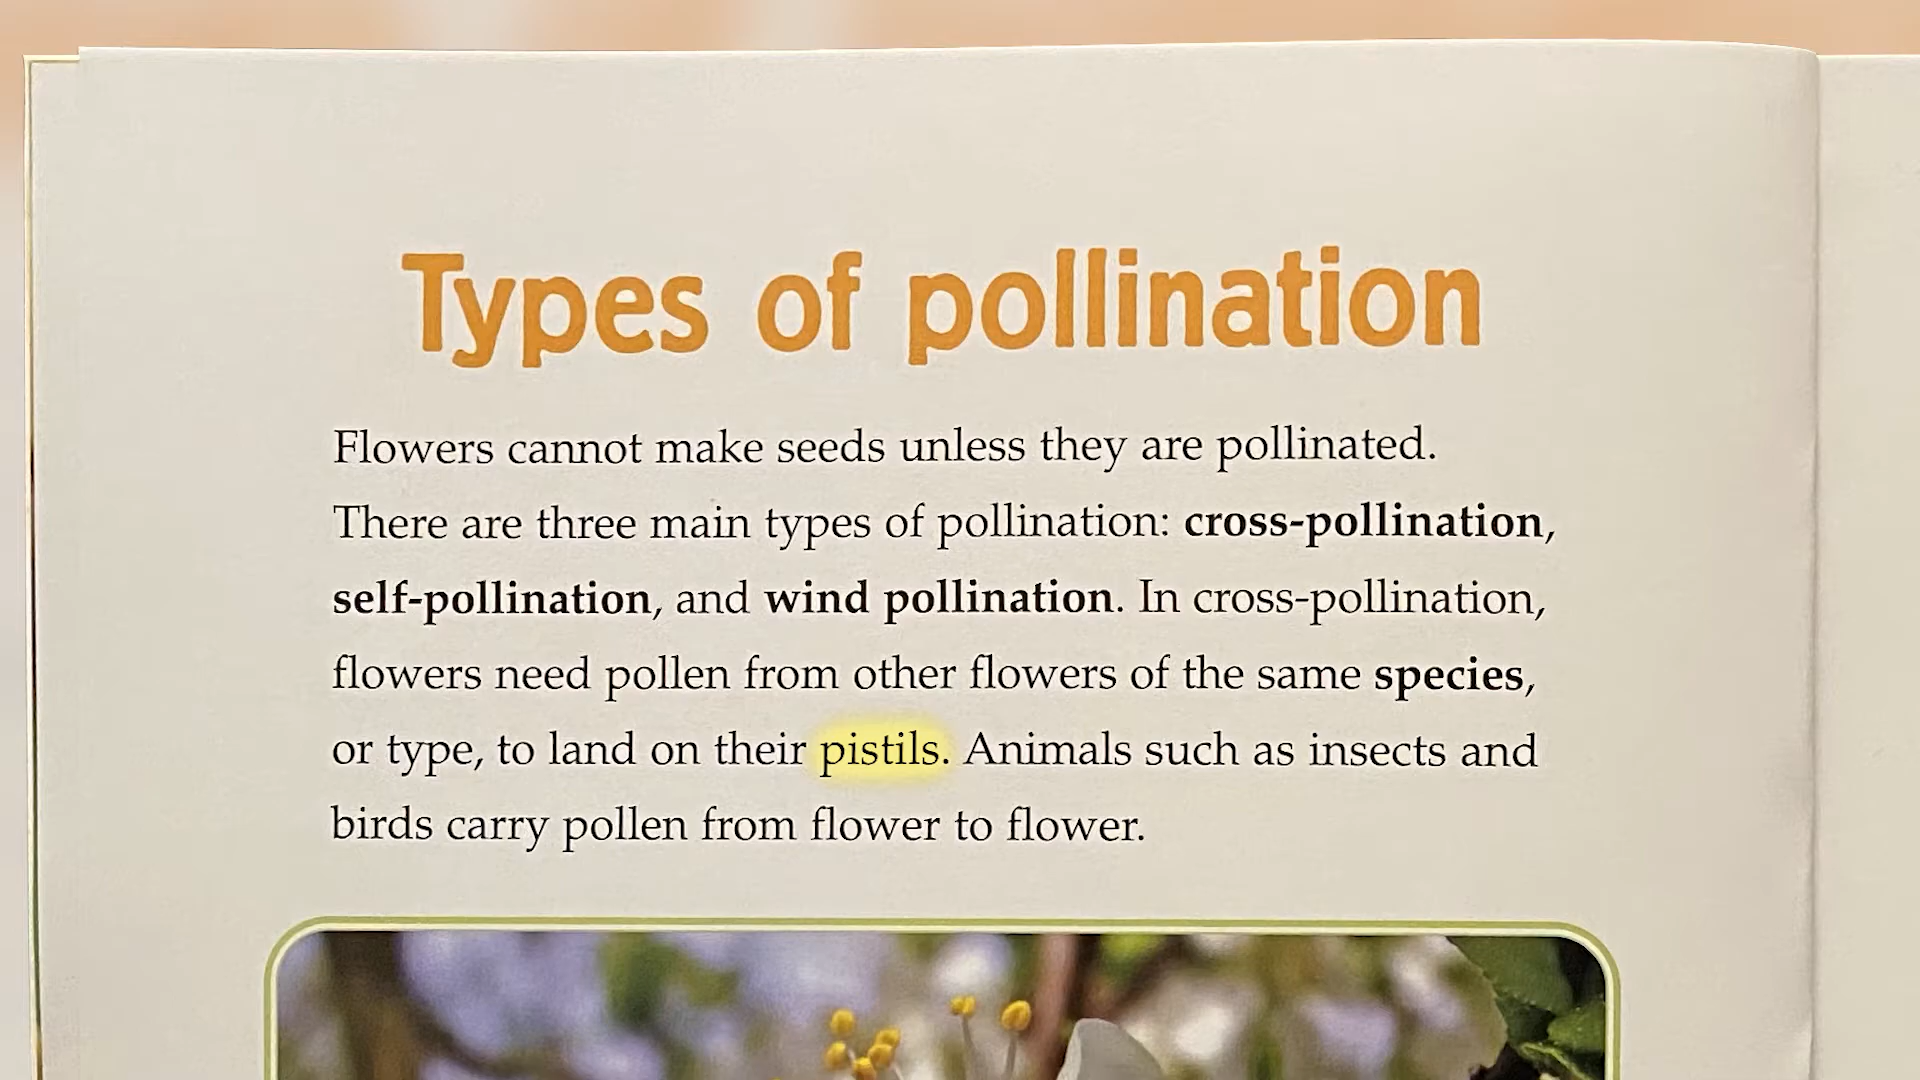 Types of pollination
Flowers cannot make seeds unless they are pollinated.
There are three main types of pollination: cross-pollination,
self-pollination, and wind pollination. In cross-pollination,
flowers need pollen from other flowers of the same species,
or type, to land on their pistils. Animals such as insects and
birds carry pollen from flower to flower.